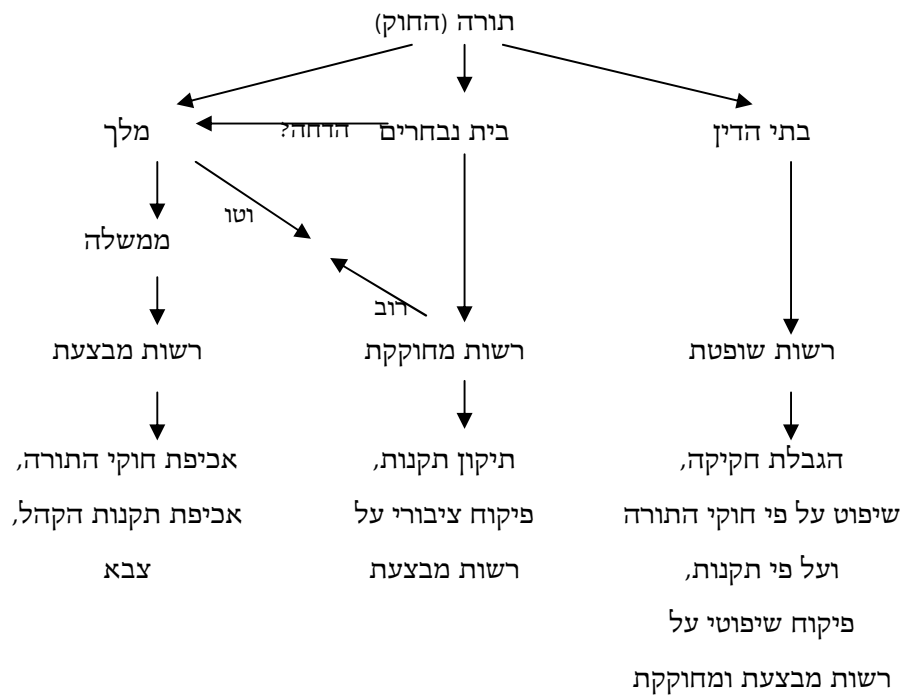 תורה (החוק)
בתי הדין
בית נבחרים
הדחה?
מלך
וטו
ממשלה
רוב
רשות שופטת
רשות מחוקקת
רשות מבצעת
הגבלת חקיקה,
שיפוט על פי חוקי התורה
ועל פי תקנות,
פיקוח שיפוטי על
רשות מבצעת ומחוקקת
תיקון תקנות,
פיקוח ציבורי על
רשות מבצעת
אכיפת חוקי התורה,
אכיפת תקנות הקהל,
צבא